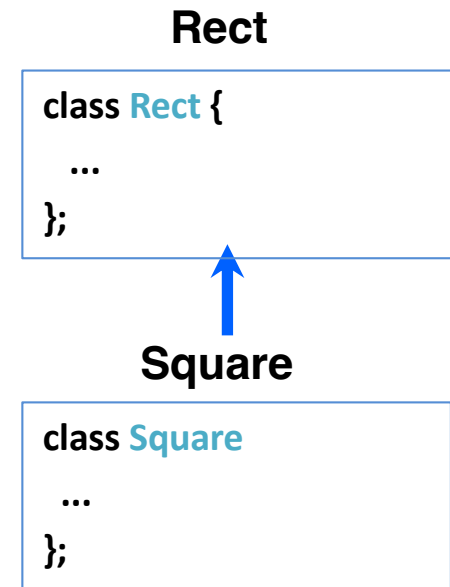 Rect
class Rect {
...
};
Square
class Square
...
};